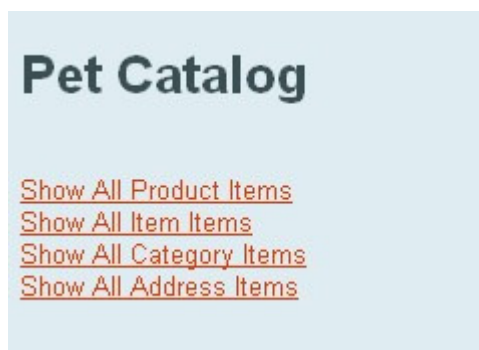 Pet Catalog
Show All Product Items
Show All Item Items
Show All Category Items
Show All Address Items